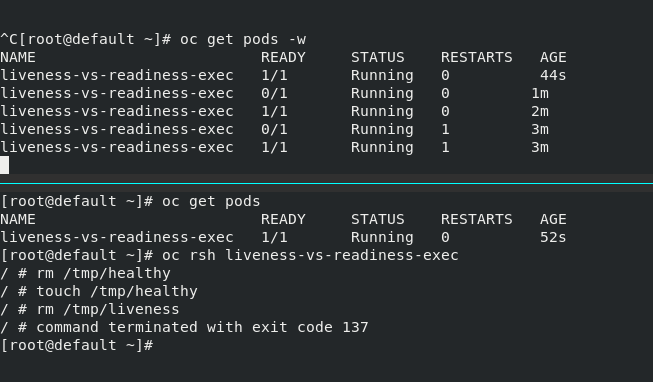 ^C[root@default ~]# oc get pods -w
NAME                         READY     STATUS    RESTARTS   AGE
liveness-vs-readiness-exec   1/1       Running   0          44s
liveness-vs-readiness-exec   0/1       Running   0         1m
liveness-vs-readiness-exec   1/1       Running   0         2m
liveness-vs-readiness-exec   0/1       Running   1         3m
liveness-vs-readiness-exec   1/1       Running   1         3m
[root@default ~]# oc get pods
NAME                         READY     STATUS    RESTARTS   AGE
liveness-vs-readiness-exec   1/1       Running   0          52s
[root@default ~]# oc rsh liveness-vs-readiness-exec
/ # rm /tmp/healthy
/ # touch /tmp/healthy
/ # rm /tmp/liveness
/ # command terminated with exit code 137
[root@default ~]#